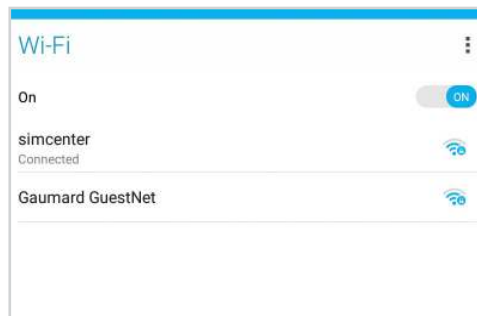 Wi-Fi
On
ON
simcenter
Connected
Gaumard GuestNet